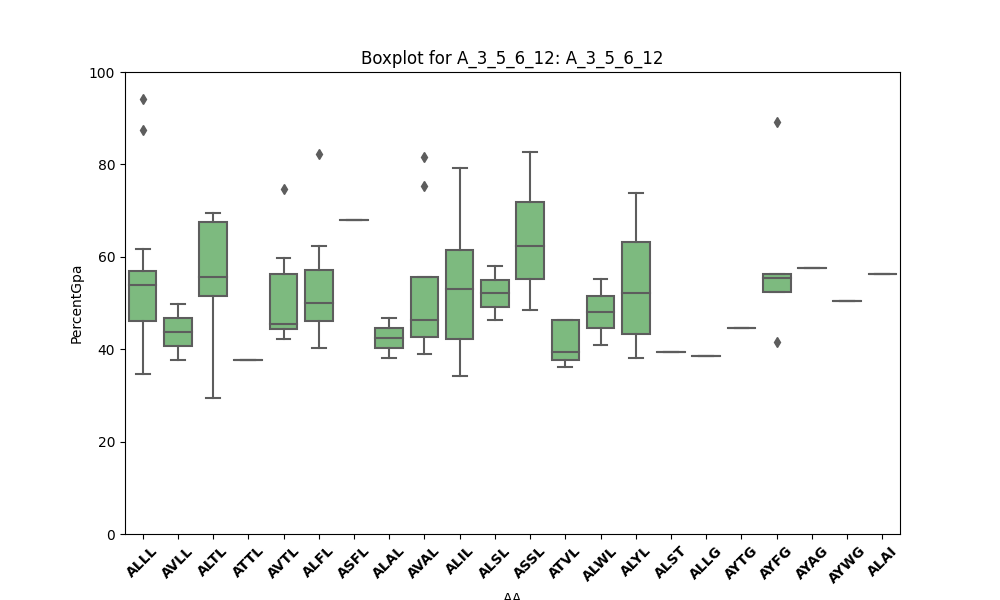 Boxplot for A_3_5_6_12: A_3_5_6_12
PercentGpa
100
80
60
40
20
0
ALLL AVLL ALTL ATTL AVTL ALFL ASFL ALAL AVAL ALIL ALSL ASSL ATVL ALWL ALYL ALST ALLG AYTG AYFG AYAG AYWG ALAI
AA